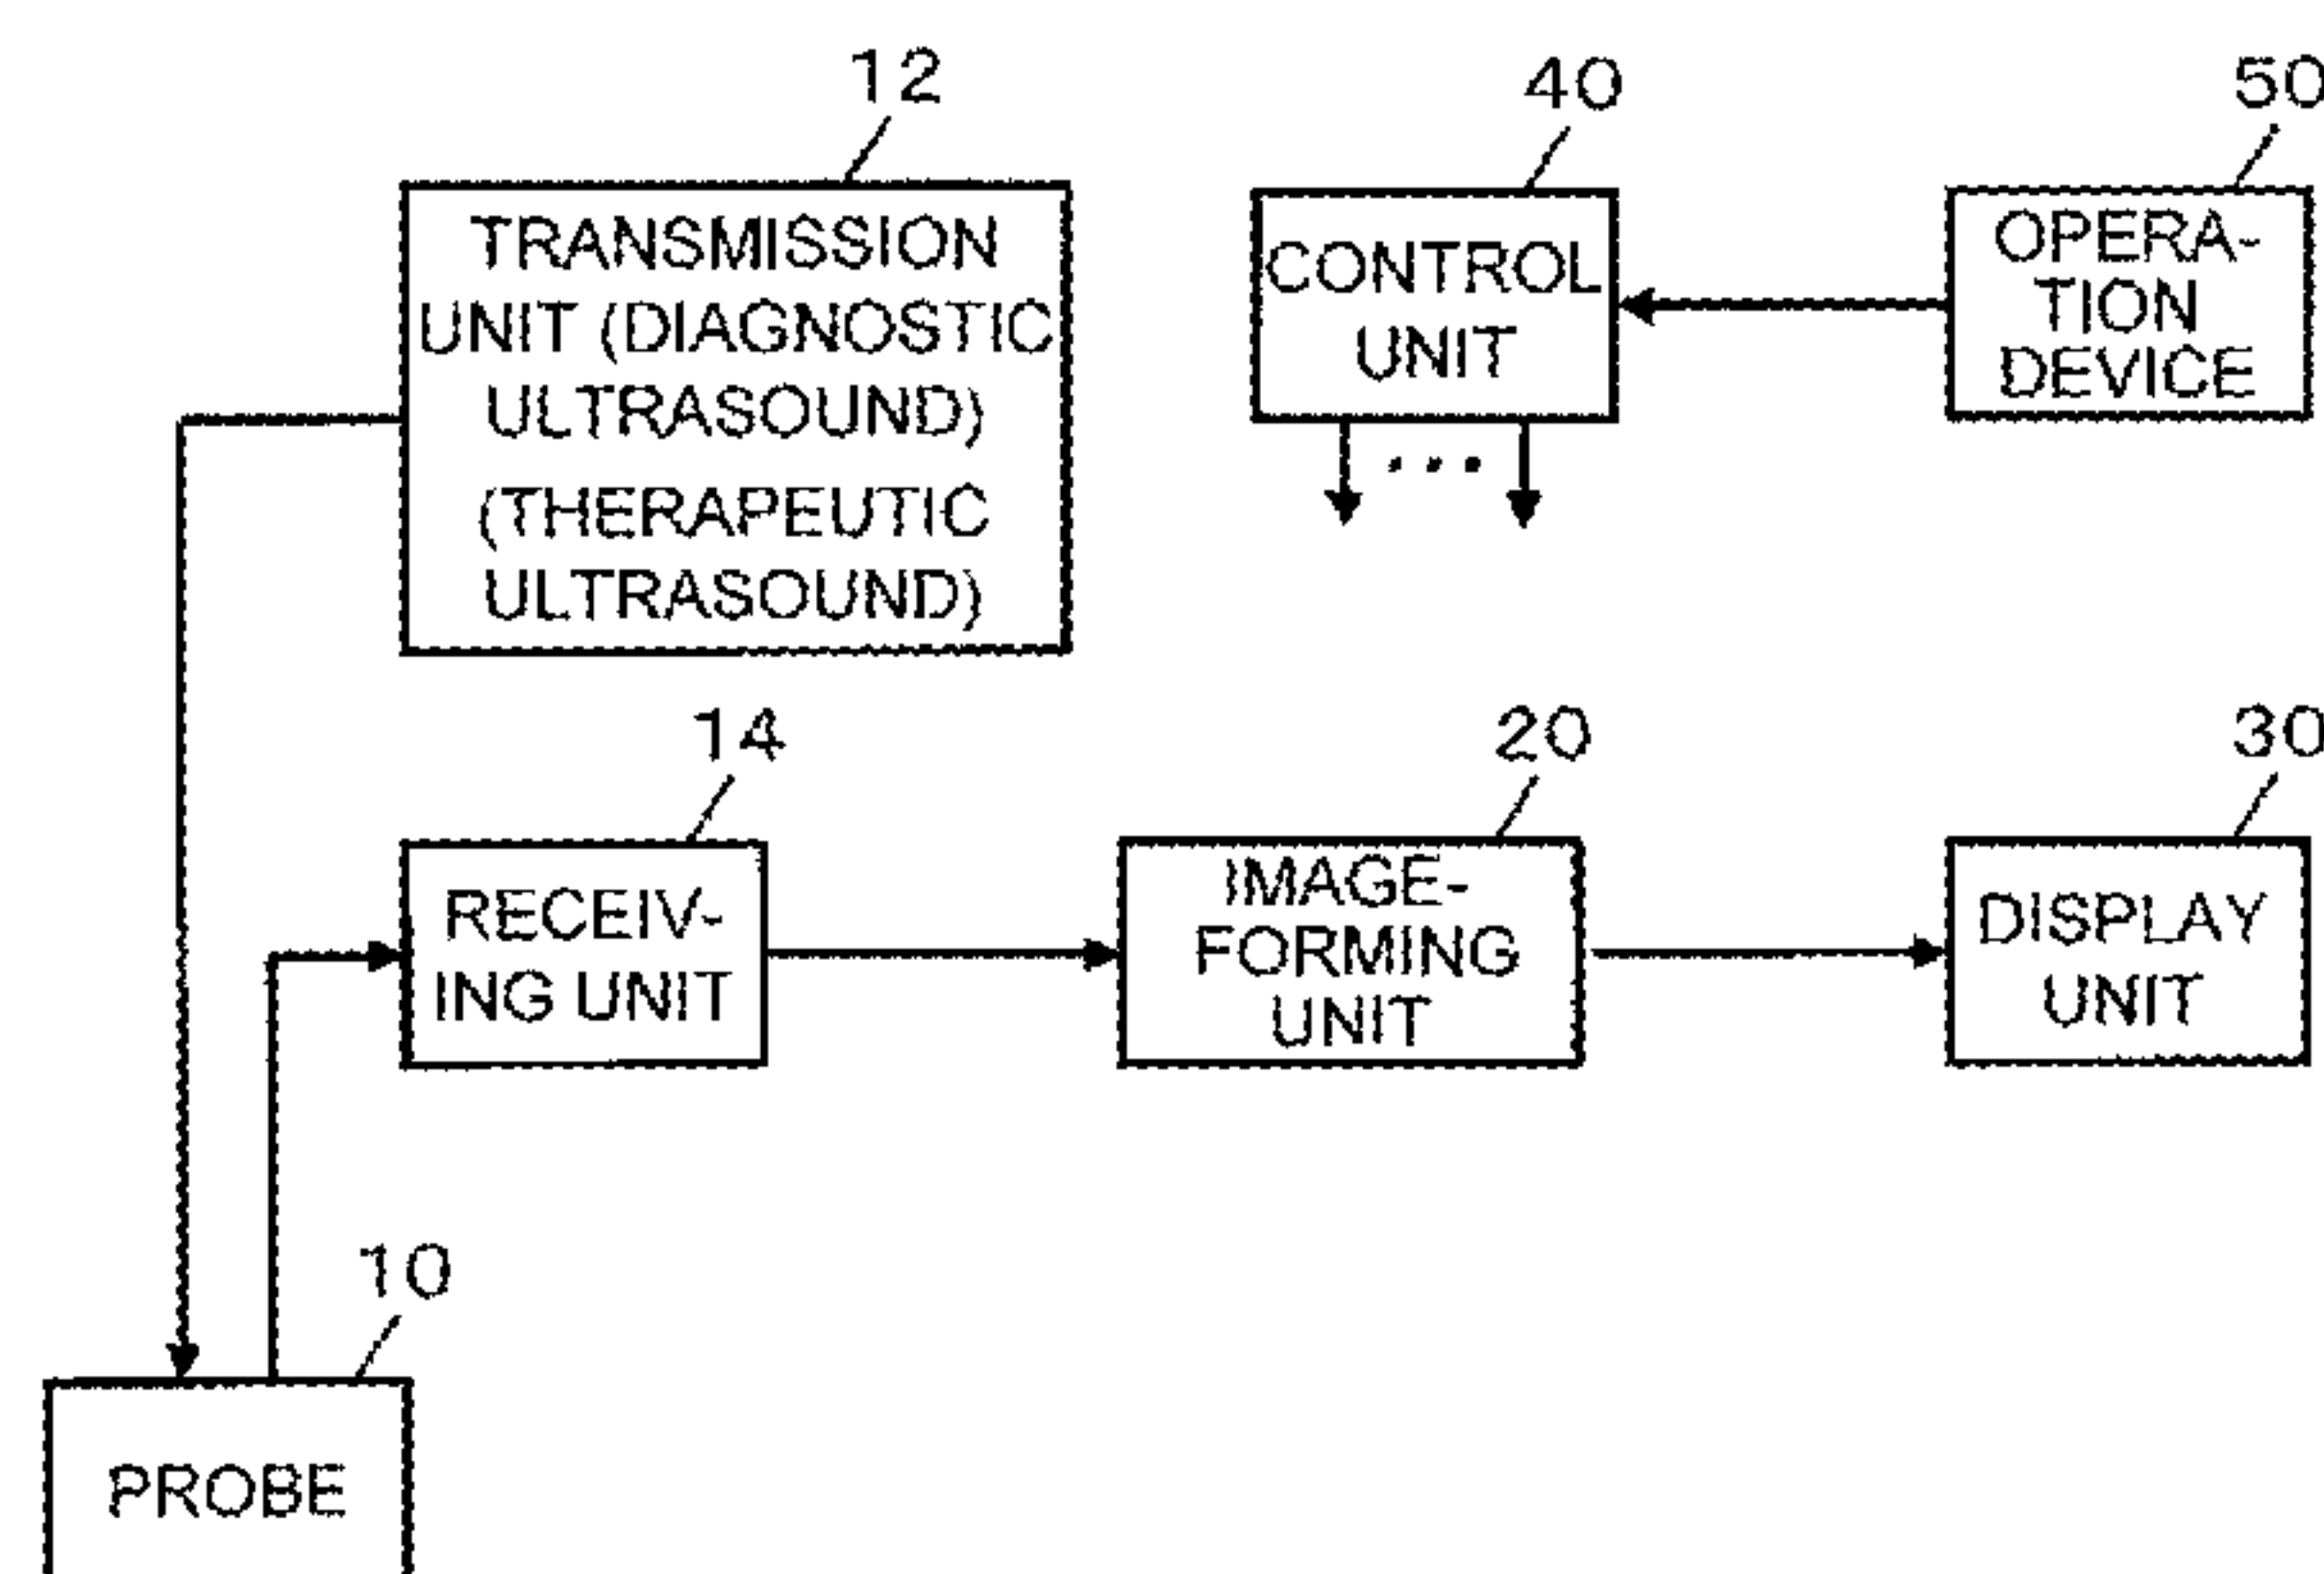 12
TRANSMISSION
UNIT (DIAGNOSTIC
ULTRASOUND)
(THERAPEUTIC
ULTRASOUND)
40
CONTROL
UNIT
...
50
OPERA-
TION
DEVICE
14
RECEIV-
ING UNIT
20
IMAGE-
FORMING
UNIT
30
DISPLAY
UNIT
10
PROBE